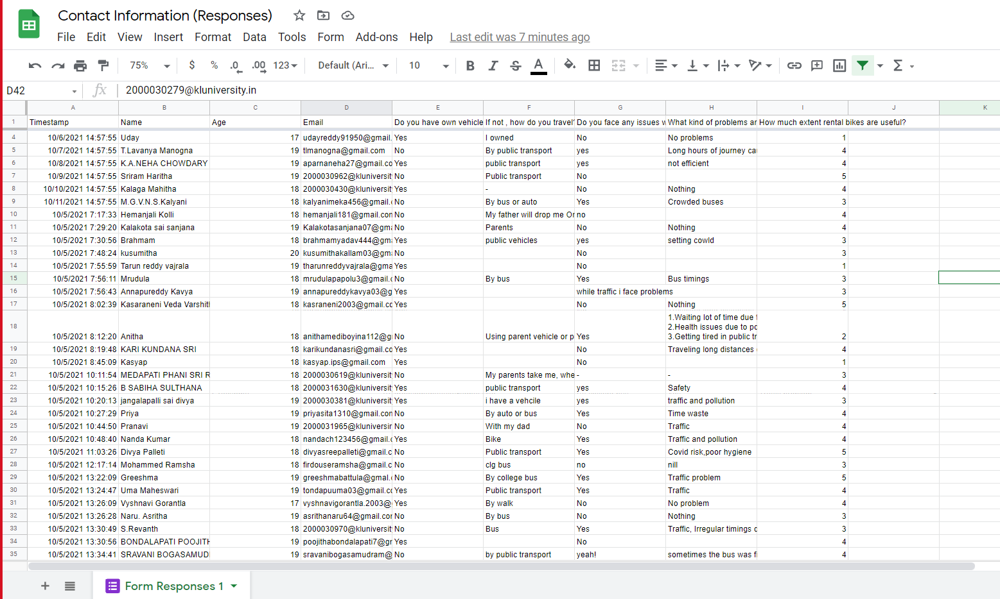 Contact Information (Responses)
File Edit View Insert Format Data Tools Form Add-ons Help Last edit was 7 minutes ago
75% $ % .0 .00 123 Default (Ari... 10 B I S A Σ
D42 fx 2000030279@kluniversity.in
A B C D E F G H I J K
1 Timestamp Name Age Email Do you have own vehicle If not , how do you travel? Do you face any issues w What kind of problems ar How much extent rental bikes are useful?
4 10/6/2021 14:57:55 Uday 17 udayreddy91950@gmail. Yes I owned No No problems 1
5 10/7/2021 14:57:55 T.Lavanya Manogna 19 tlmanogna@gmail.com No By public transport yes Long hours of journey ca 4
6 10/8/2021 14:57:55 K.A.NEHA CHOWDARY 19 aparnaneha27@gmail.co Yes public transport yes not efficient 4
7 10/9/2021 14:57:55 Sriram Haritha 19 2000030962@kluniversit No Public transport No 5
8 10/10/2021 14:57:55 Kalaga Mahitha 18 2000030430@kluniversit Yes - No Nothing 4
9 10/11/2021 14:57:55 M.G.V.N.S.Kalyani 18 kalyanimeka456@gmail. No By bus or auto Yes Crowded buses 3
10 10/5/2021 7:17:33 Hemanjali Kolli 18 hemanjali181@gmail.con No My father will drop me Or no 4
11 10/5/2021 7:29:20 Kalakota sai sanjana 19 Kalakotasanjana07@gma No Parents No Nothing 4
12 10/5/2021 7:30:56 Brahmam 18 brahmamyadav444@gma Yes public vehicles yes setting cowld 3
13 10/5/2021 7:48:24 kusumitha 20 kusumithakallam03@gm No No 3
14 10/5/2021 7:55:59 Tarun reddy vajrala 19 tharunreddyvajrala@gma Yes No 1
15 10/5/2021 7:56:11 Mrudula 18 mrudulapapolu3@gmail.c No By bus Yes Bus timings 3
16 10/5/2021 7:56:43 Annapureddy Kavya 19 annapureddykavya03@g Yes while traffic i face problems 3
17 10/5/2021 8:02:39 Kasaraneni Veda Varshith 18 kasraneni2003@gmail.cc Yes No Nothing 5
1.Waiting lot of time due t
2.Health issues due to pc
18 10/5/2021 8:12:20 Anitha 18 anithamediboyina112@g No Using parent vehicle or p Yes 3.Getting tired in public tr 2
19 10/5/2021 8:19:48 KARI KUNDANA SRI 18 karikundanasri@gmail.co Yes No Traveling long distances 4
20 10/5/2021 8:45:09 Kasyap 18 kasyap.ips@gmail.com Yes No 1
21 10/5/2021 10:11:54 MEDAPATI PHANI SRI R 18 2000030619@kluniversit No My parents take me, whe - - 3
22 10/5/2021 10:15:26 B SABIHA SULTHANA 18 2000031630@kluniversit Yes public transport yes Safety 4
23 10/5/2021 10:20:13 jangalapalli sai divya 19 2000030381@kluniversity Yes i have a vehcile yes traffic and pollution 3
24 10/5/2021 10:27:29 Priya 19 priyasita1310@gmail.con No By auto or bus Yes Time waste 4
25 10/5/2021 10:44:50 Pranavi 19 2000031965@kluniversir No With my dad No Traffic 4
26 10/5/2021 10:48:40 Nanda Kumar 18 nandach123456@gmail.c Yes Bike Yes Traffic and pollution 4
27 10/5/2021 11:03:26 Divya Palleti 18 divyasreepalleti@gmail.c No Public transport Yes Covid risk,poor hygiene 5
28 10/5/2021 12:17:14 Mohammed Ramsha 18 firdouseramsha@gmail.c No clg bus no nill 3
29 10/5/2021 13:22:09 Greeshma 19 greeshmabattula@gmal.c No By college bus Yes Traffic problem 5
30 10/5/2021 13:24:47 Uma Maheswari 19 tondapuuma03@gmail.cc Yes Public transport Yes Traffic 4
31 10/5/2021 13:26:09 Vyshnavi Gorantla 17 vyshnavigorantla.2003@ Yes By walk No No problem 4
32 10/5/2021 13:26:28 Naru. Asritha 19 asrithanaru64@gmail.cor No By bus No Nothing 3
33 10/5/2021 13:30:49 S.Revanth 18 2000030970@kluniversit No Bus Yes Traffic, Irregular timings 3
34 10/5/2021 13:30:56 BONDALAPATI POOJITH 19 poojithabondalapati7@gr Yes No 4
35 10/5/2021 13:34:41 SRAVANI BOGASAMUD 19 sravanibogasamudram@ No by public transport yeah! sometimes the bus was 4
Form Responses 1